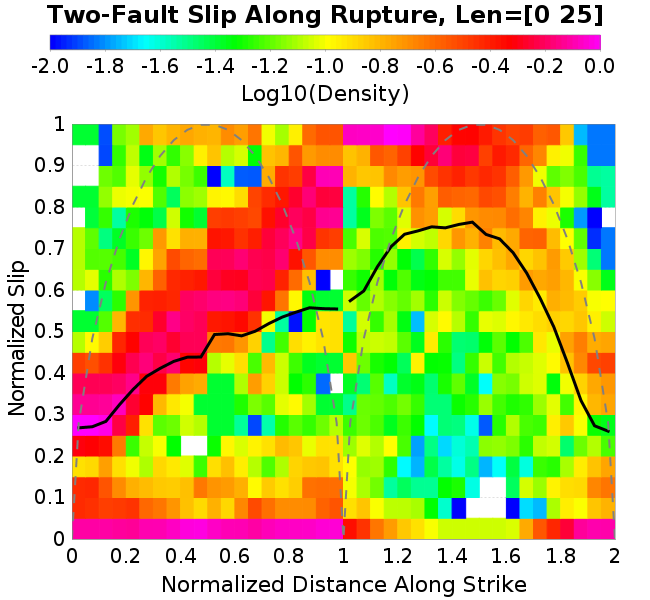 Two-Fault Slip Along Rupture, Len=[0 25]
-2.0 -1.8 -1.6 -1.4 -1.2 -1.0 -0.8 -0.6 -0.4 -0.2 0.0
Log10(Density)
1
0.9
0.8
0.7
0.6
0.5
0.4
0.3
0.2
0.1
0
Normalized Slip
0 0.2 0.4 0.6 0.8 1 1.2 1.4 1.6 1.8 2
Normalized Distance Along Strike